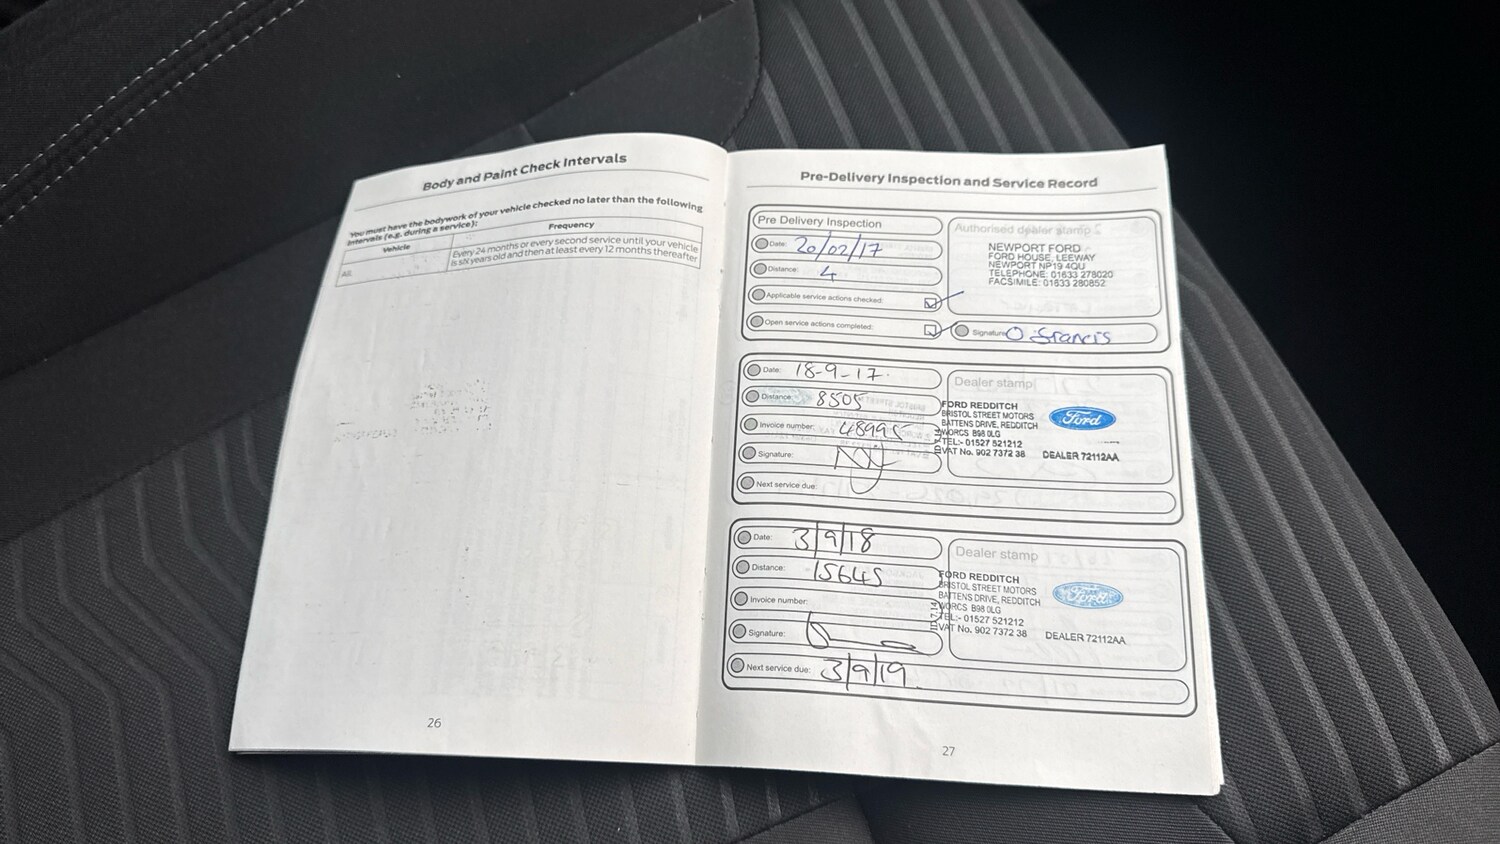 Body and Paint Check Intervals
You must have the bodywork of your vehicle checked no later than the following
intervals (e.g. during a service):
Vehicle
Frequency
All.
Every 24 months or every second service until your vehicle
is six years old and then at least every 12 months thereafter
26
Pre-Delivery Inspection and Service Record
Pre Delivery Inspection
Date: 20/02/17
Distance: 4
Applicable service actions checked:
Open service actions completed:
Authorised dealer stamp
NEWPORT FORD
FORD HOUSE, LEEWAY
NEWPORT NP19 4QU
TELEPHONE: 01633 278020
FACSIMILE: 01633 280852
Signature O Francis
Date: 18-9-17
Distance: 8505
Invoice number: 48995
Signature:
Next service due:
Dealer stamp
FORD REDDITCH
BRISTOL STREET MOTORS
BATTENS DRIVE, REDDITCH
WORCS B98 0LG
TEL:- 01527 521212
VAT No. 902 7372 38 DEALER 72112AA
Ford
Date: 3/9/18
Distance: 15645
Invoice number:
Signature:
Next service due: 3/9/19
Dealer stamp
FORD REDDITCH
BRISTOL STREET MOTORS
BATTENS DRIVE, REDDITCH
WORCS B98 0LG
TEL:- 01527 521212
VAT No. 902 7372 38 DEALER 72112AA
Ford
27